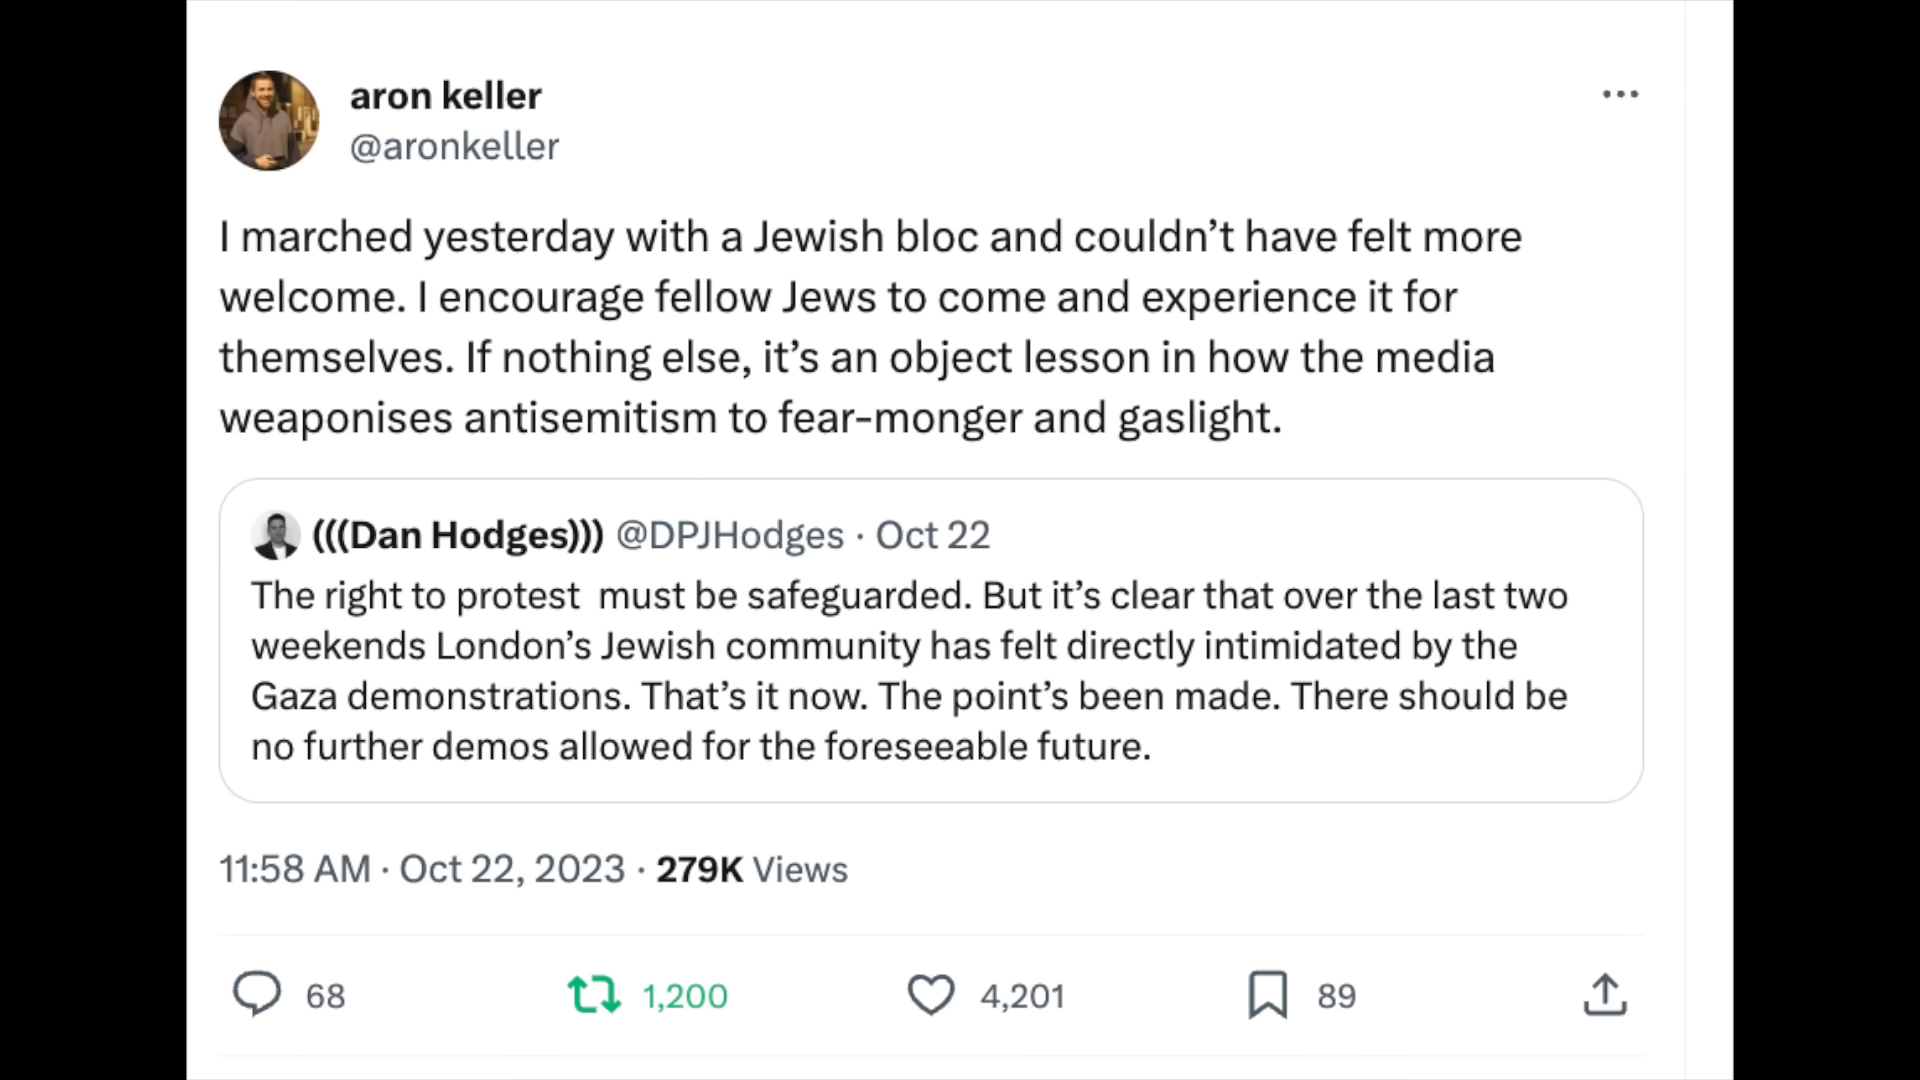 aron keller
@aronkeller
I marched yesterday with a Jewish bloc and couldn’t have felt more
welcome. I encourage fellow Jews to come and experience it for
themselves. If nothing else, it’s an object lesson in how the media
weaponises antisemitism to fear-monger and gaslight.
(((Dan Hodges))) @DPJHodges · Oct 22
The right to protest  must be safeguarded. But it’s clear that over the last two
weekends London’s Jewish community has felt directly intimidated by the
Gaza demonstrations. That’s it now. The point’s been made. There should be
no further demos allowed for the foreseeable future.
11:58 AM · Oct 22, 2023 · 279K Views
68 1,200 4,201 89